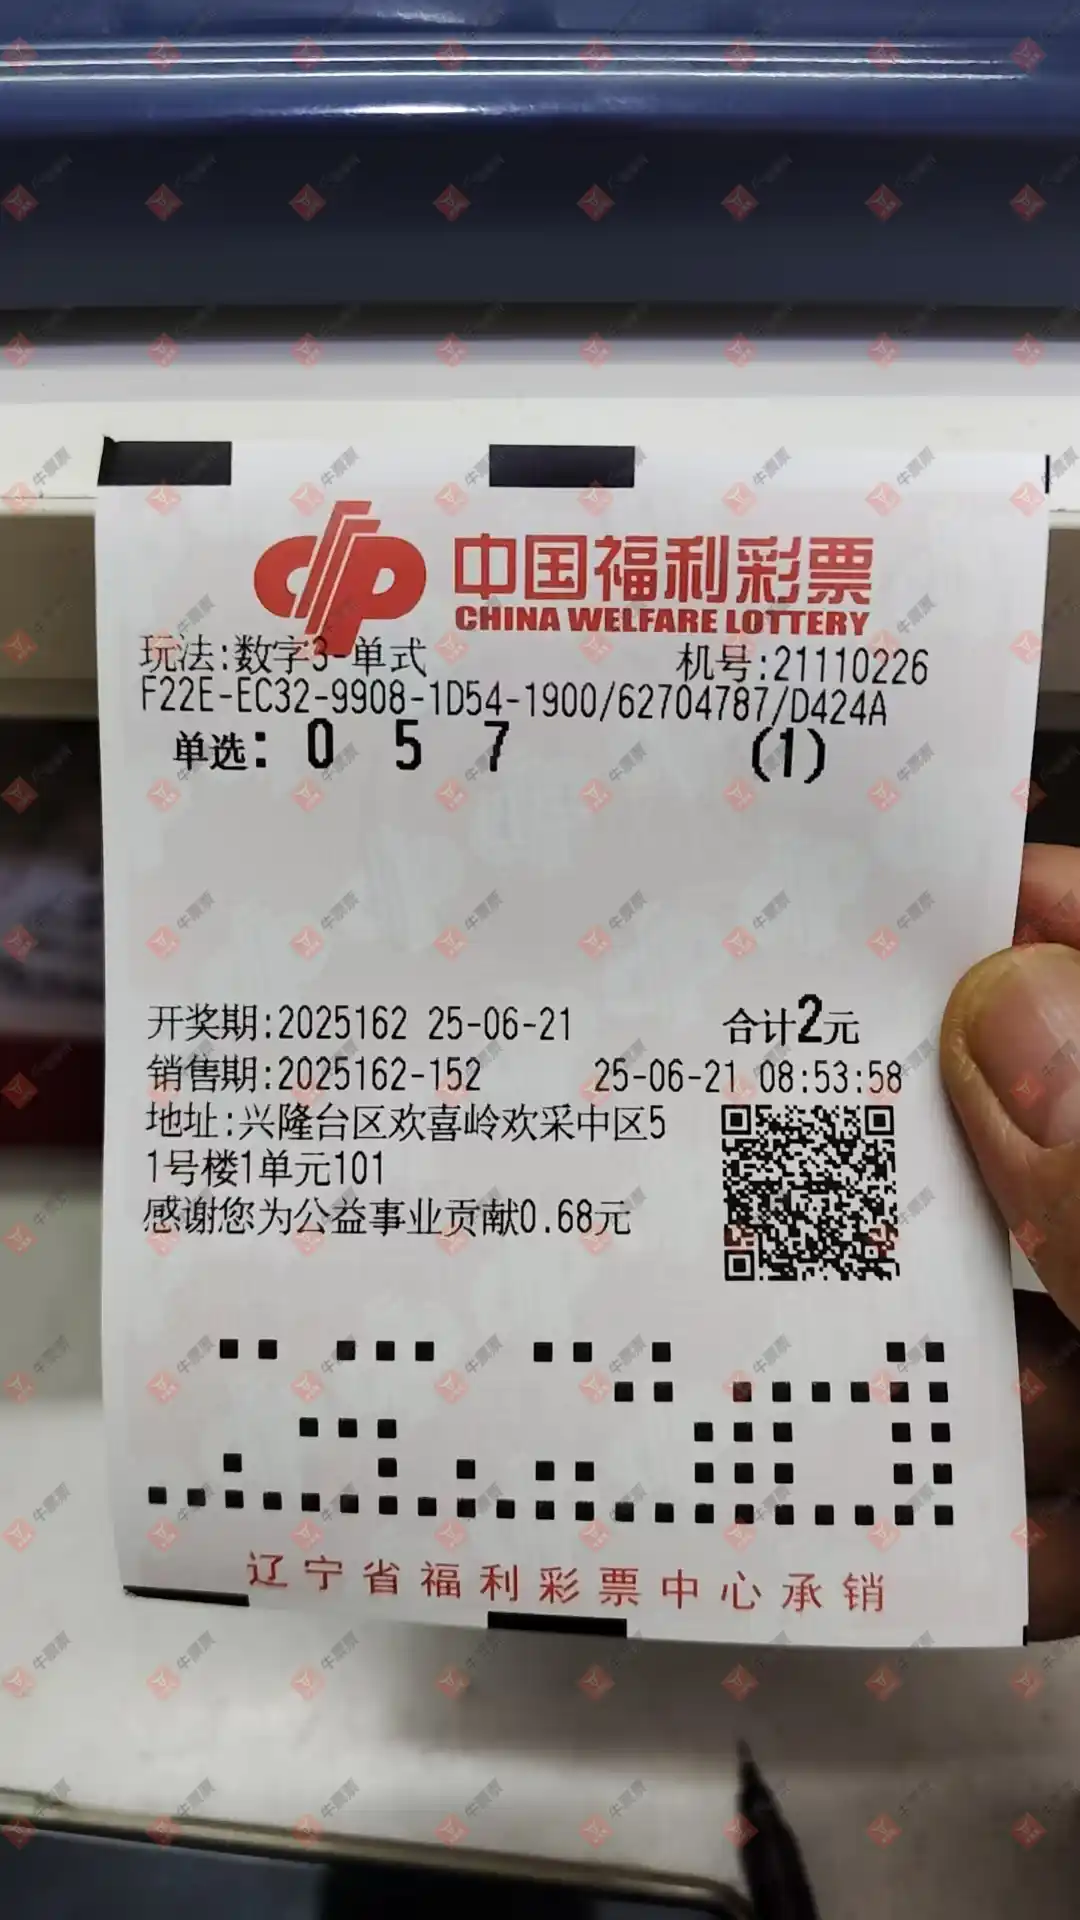 中国福利彩票
CHINA WELFARE LOTTERY
玩法:数字3-单式 机号:21110226
F22E-EC32-9908-1D54-1900/62704787/D424A
单选: 0 5 7 (1)
开奖期:2025162 25-06-21 合计2元
销售期:2025162-152 25-06-21 08:53:58
地址:兴隆台区欢喜岭欢采中区5
1号楼1单元101
感谢您为公益事业贡献0.68元
辽宁省福利彩票中心承销
牛票票